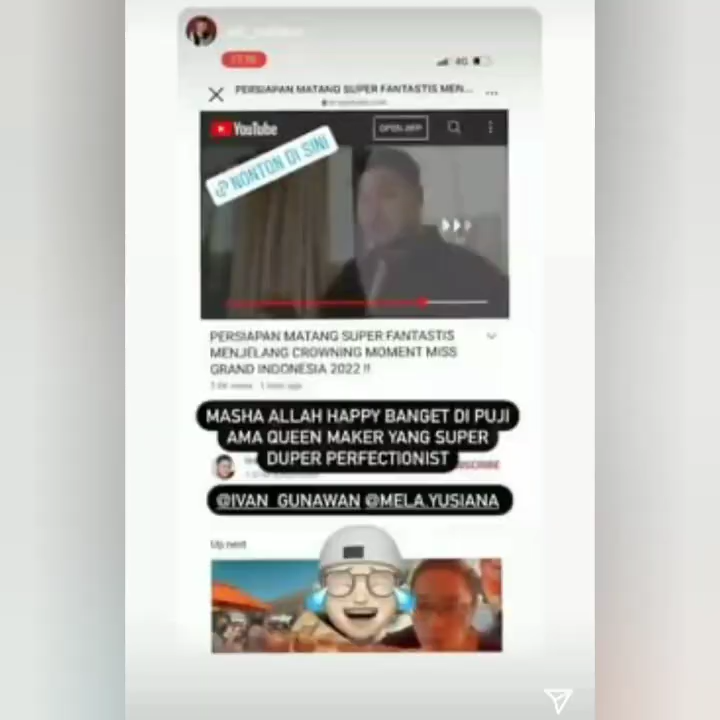 4G
PERSIAPAN MATANG SUPER FANTASTIS MEN...
YouTube
OPEN APP
NONTON DI SINI
PERSIAPAN MATANG SUPER FANTASTIS
MENJELANG CROWNING MOMENT MISS
GRAND INDONESIA 2022 !!
MASHA ALLAH HAPPY BANGET DI PUJI
AMA QUEEN MAKER YANG SUPER
DUPER PERFECTIONIST
@IVAN_GUNAWAN @MELA.YUSIANA
Up next